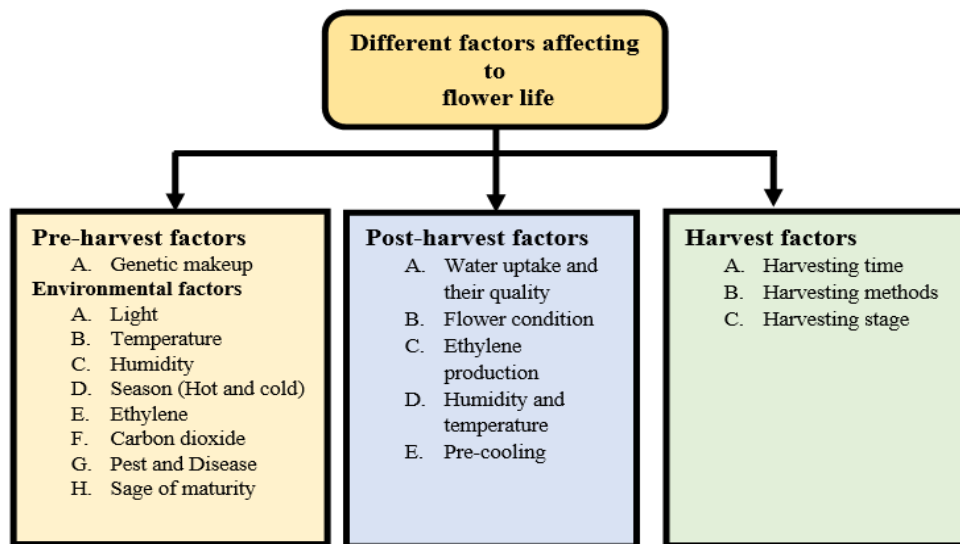 Different factors affecting
to
flower life
Pre-harvest factors
A. Genetic makeup
Environmental factors
A. Light
B. Temperature
C. Humidity
D. Season (Hot and cold)
E. Ethylene
F. Carbon dioxide
G. Pest and Disease
H. Sage of maturity
Post-harvest factors
A. Water uptake and
their quality
B. Flower condition
C. Ethylene
production
D. Humidity and
temperature
E. Pre-cooling
Harvest factors
A. Harvesting time
B. Harvesting methods
C. Harvesting stage